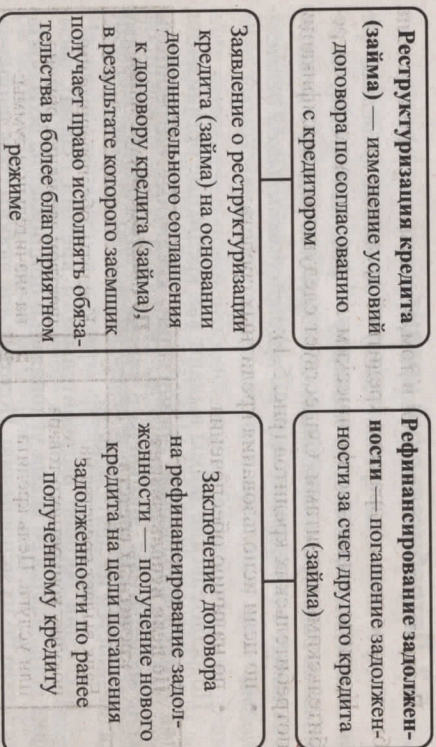 Реструктуризация кредита
(займа) — изменение условий
договора по согласованию
с кредитором
Заявление о реструктуризации
кредита (займа) на основании
дополнительного соглашения
к договору кредита (займа),
в результате которого заемщик
получает право исполнять обяза-
тельства в более благоприятном
режиме
Рефинансирование задолжен-
ности — погашение задолжен-
ности за счет другого кредита
(займа)
Заключение договора
на рефинансирование задол-
женности — получение нового
кредита на цели погашения
задолженности по ранее
полученному кредиту